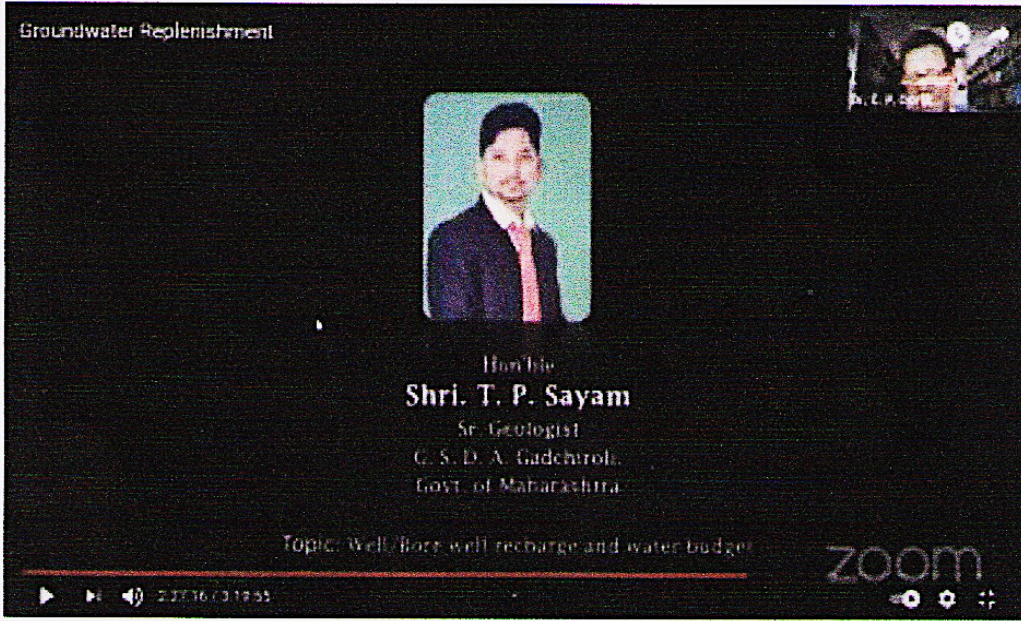 Groundwater Replenishment
Hon'ble
Shri. T. P. Sayam
Sr. Geologist
G. S. D. A. Gadchiroli.
Govt. of Maharashtra
Topic: Well/Bore well recharge and water budget
zoom
2:27:16 / 3:19:55